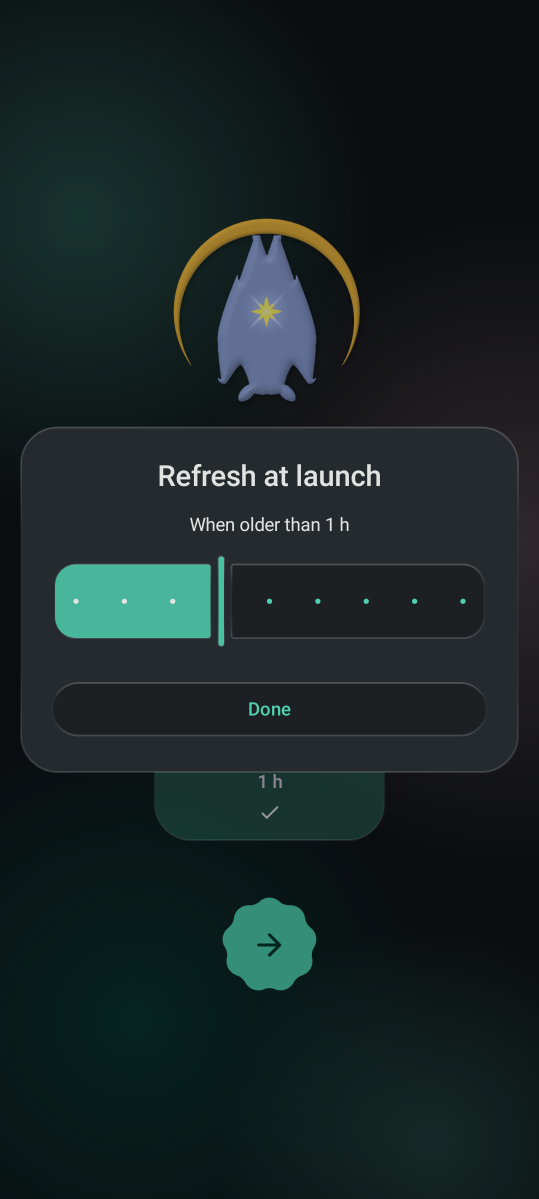 Refresh at launch
When older than 1 h
Done
1 h